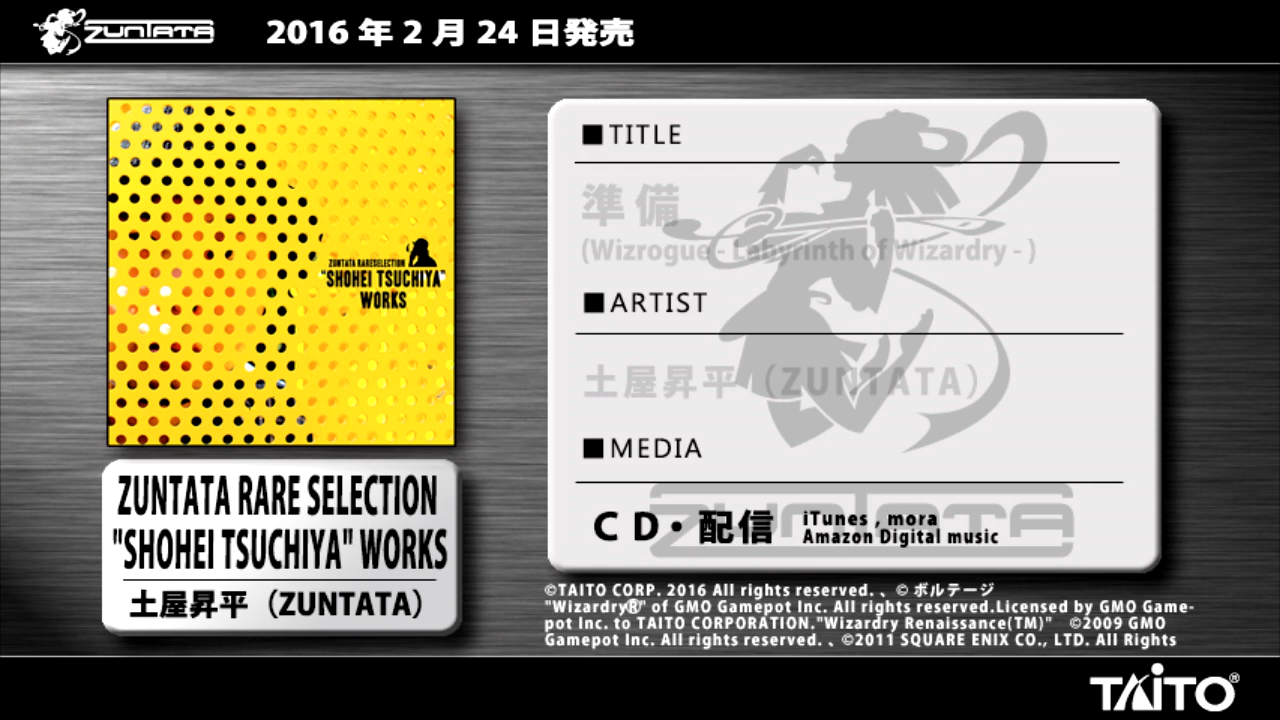 ZUNTATA
2016年2月24日発売
ZUNTATA RARESELECTION
"SHOHEI TSUCHIYA"
WORKS
ZUNTATA RARE SELECTION
"SHOHEI TSUCHIYA" WORKS
土屋昇平（ZUNTATA）
■TITLE
準備
(Wizrogue - Labyrinth of Wizardry - )
■ARTIST
土屋昇平（ZUNTATA）
■MEDIA
ZUNTATA
CD・配信
iTunes , mora
Amazon Digital music
©TAITO CORP. 2016 All rights reserved. 、© ボルテージ
"Wizardry®" of GMO Gamepot Inc. All rights reserved.Licensed by GMO Game-
pot Inc. to TAITO CORPORATION."Wizardry Renaissance(TM)" ©2009 GMO
Gamepot Inc. All rights reserved. 、©2011 SQUARE ENIX CO., LTD. All Rights
TAITO®